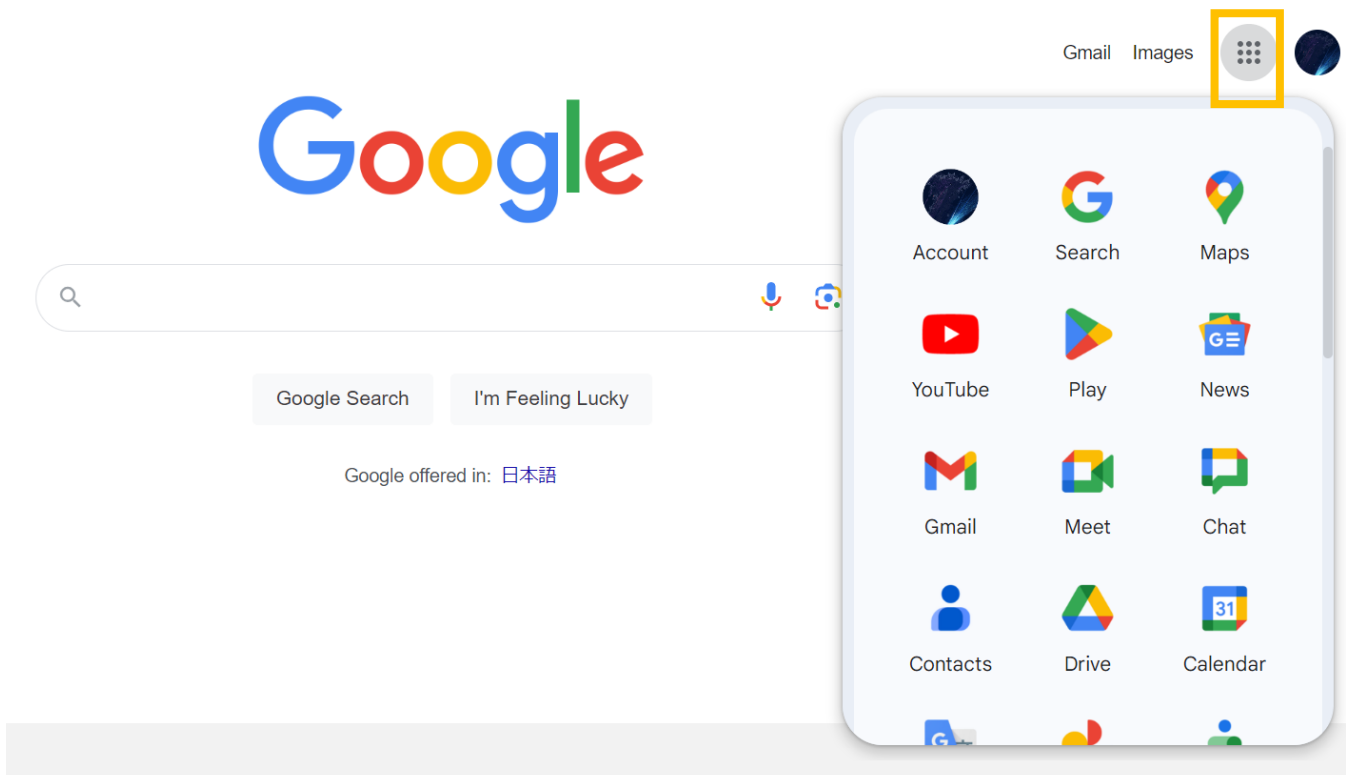 Gmail Images
Google
Account Search Maps
YouTube Play News
Google Search I'm Feeling Lucky
Google offered in: 日本語
Gmail Meet Chat
Contacts Drive Calendar
31
G